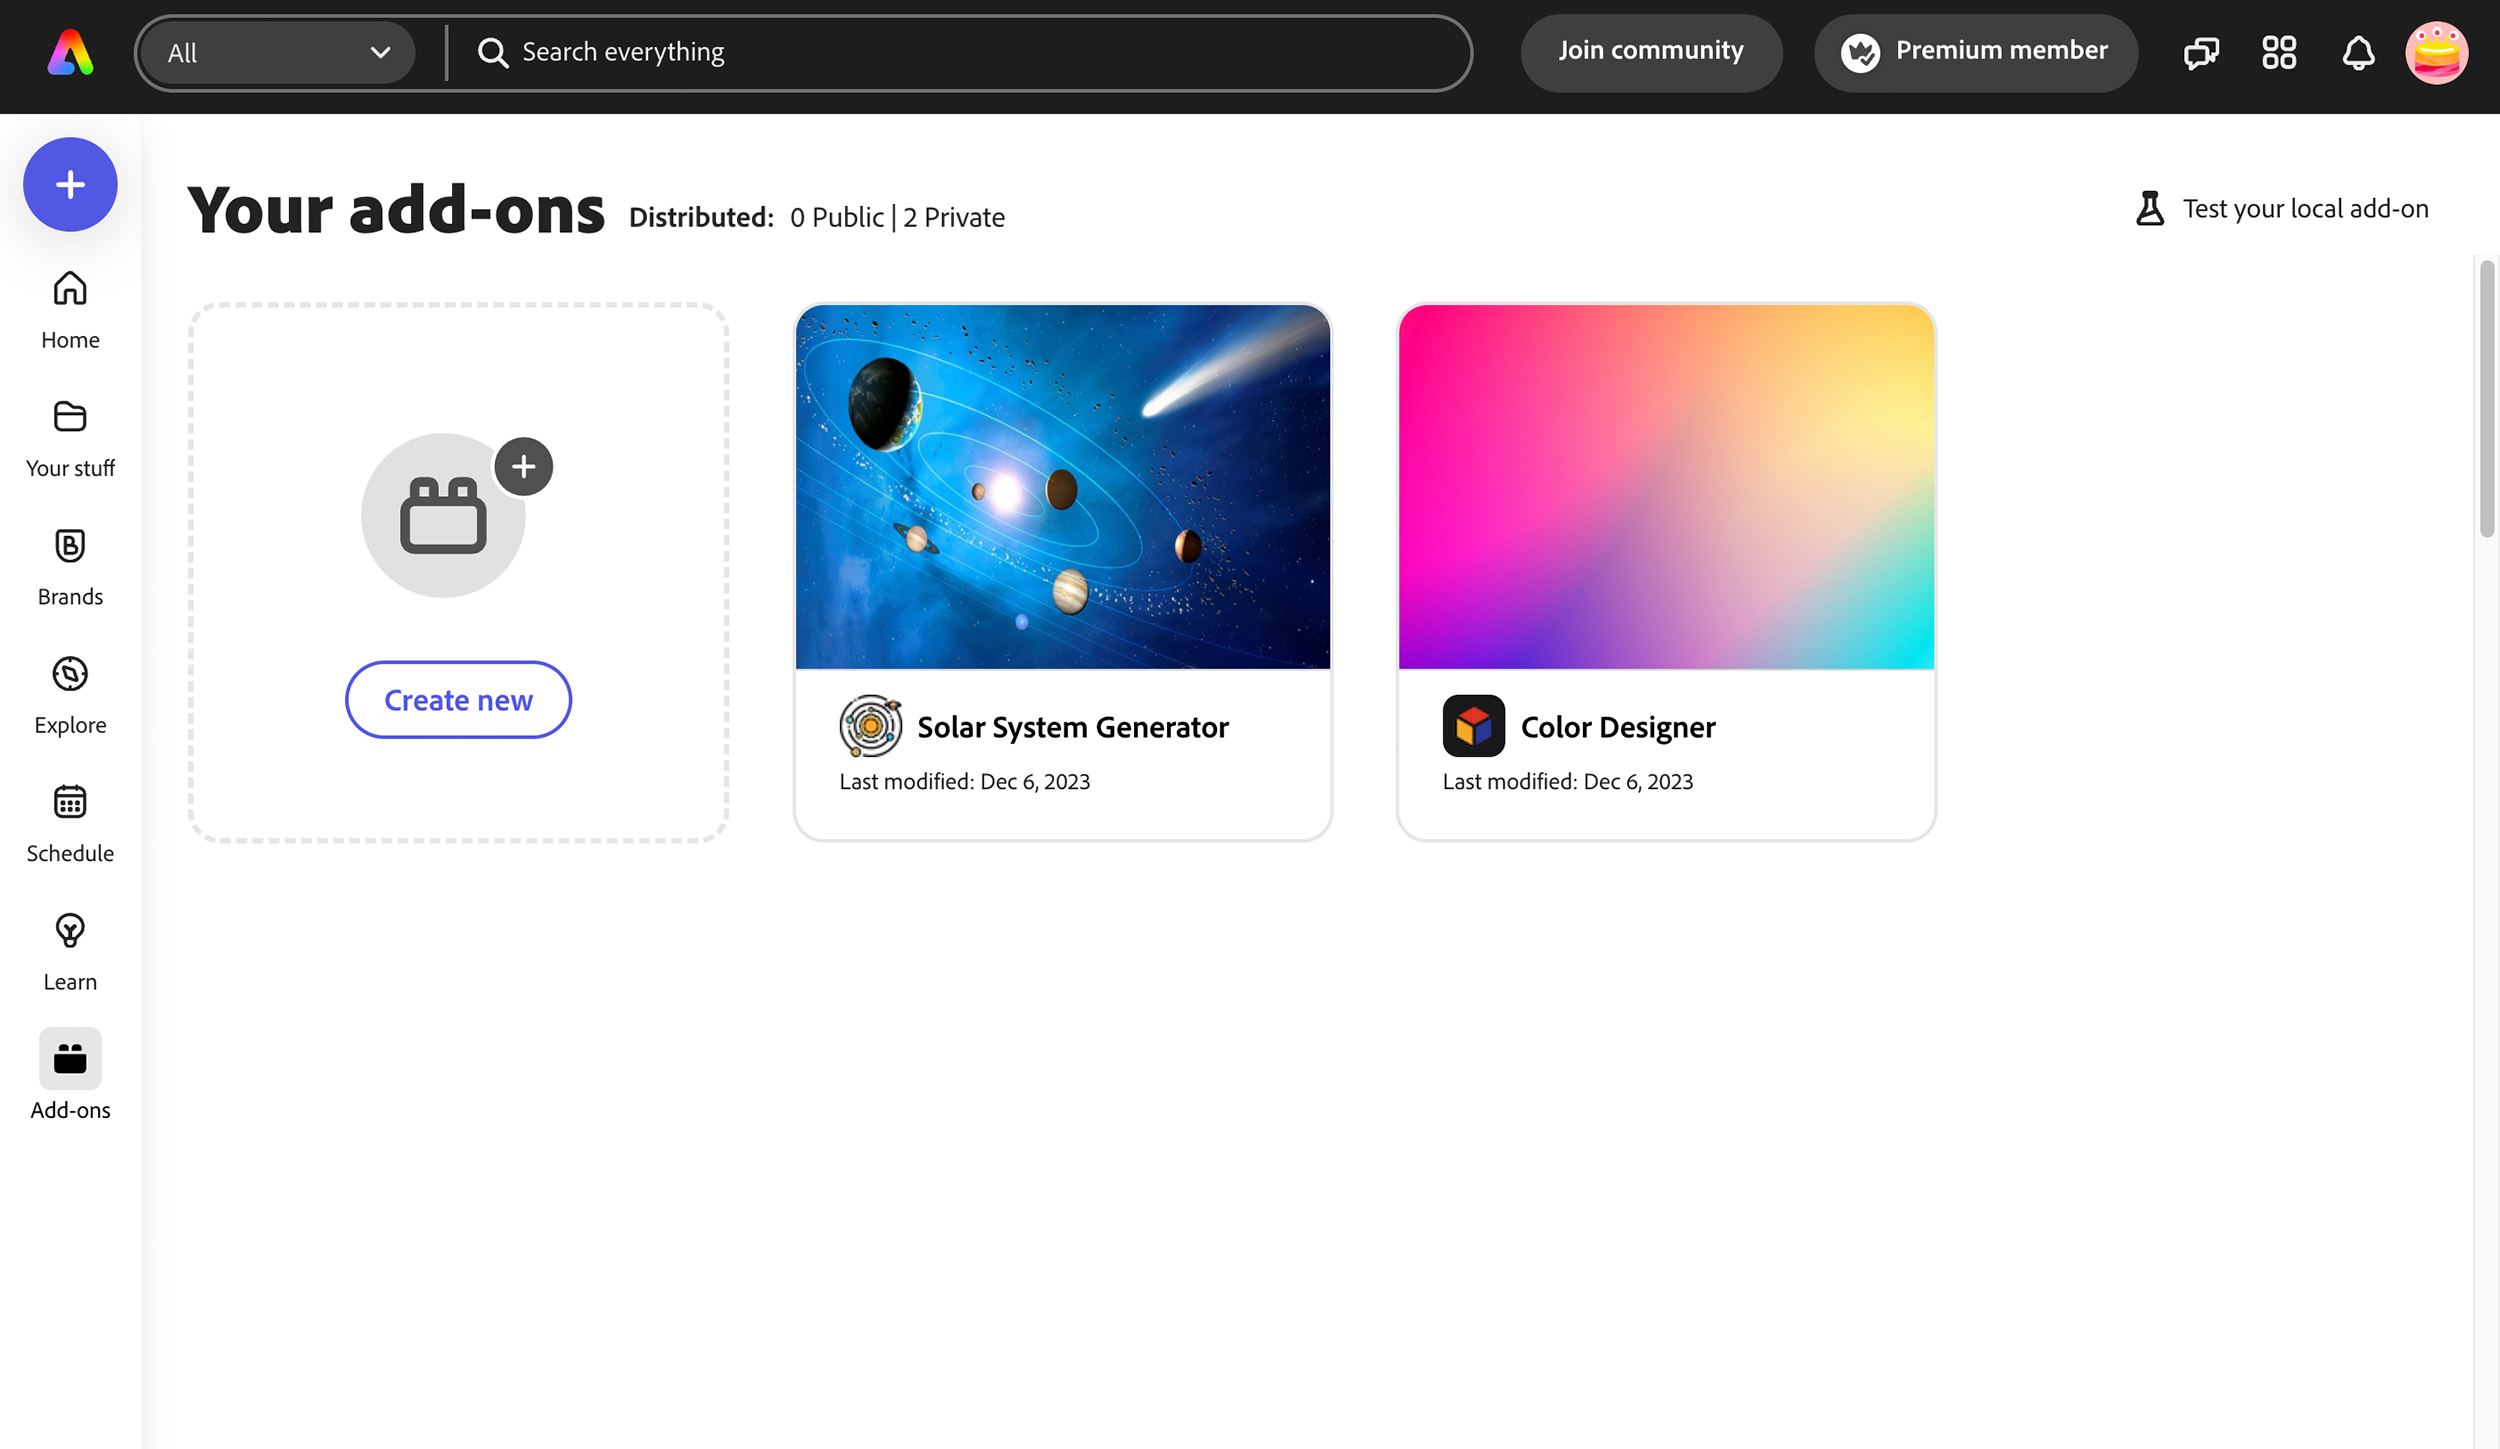 All
Search everything
Join community
Premium member
Your add-ons
Distributed: 0 Public | 2 Private
Test your local add-on
Home
Your stuff
Brands
Explore
Schedule
Learn
Add-ons
Create new
Solar System Generator
Last modified: Dec 6, 2023
Color Designer
Last modified: Dec 6, 2023